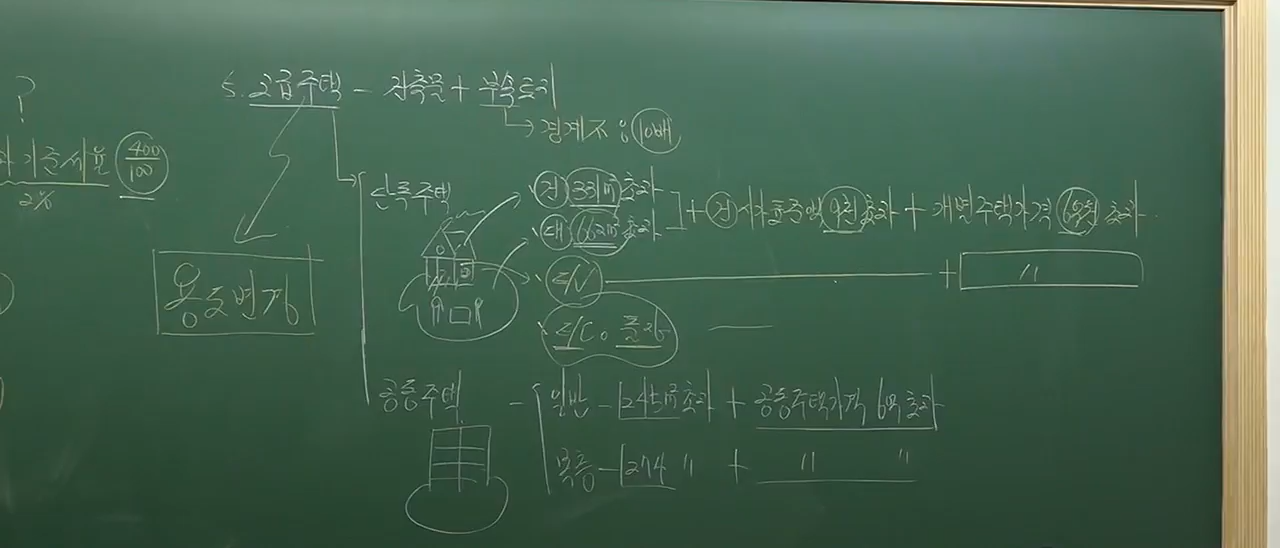 ?
기준세율 400/100
2%
5. 고급주택 - 건축물 + 부속토지
→ 경계 X : 10배
단독주택
건 331㎡ 초과
대 662㎡ 초과
] + 건 시가표준액 9천 초과 + 개별주택가격 6억 초과
E/V + 〃
E/C 풀장
용도변경
공동주택 - 일반 - 245㎡ 초과 + 공동주택가격 6억 초과
복층 - 274 〃 + 〃 〃